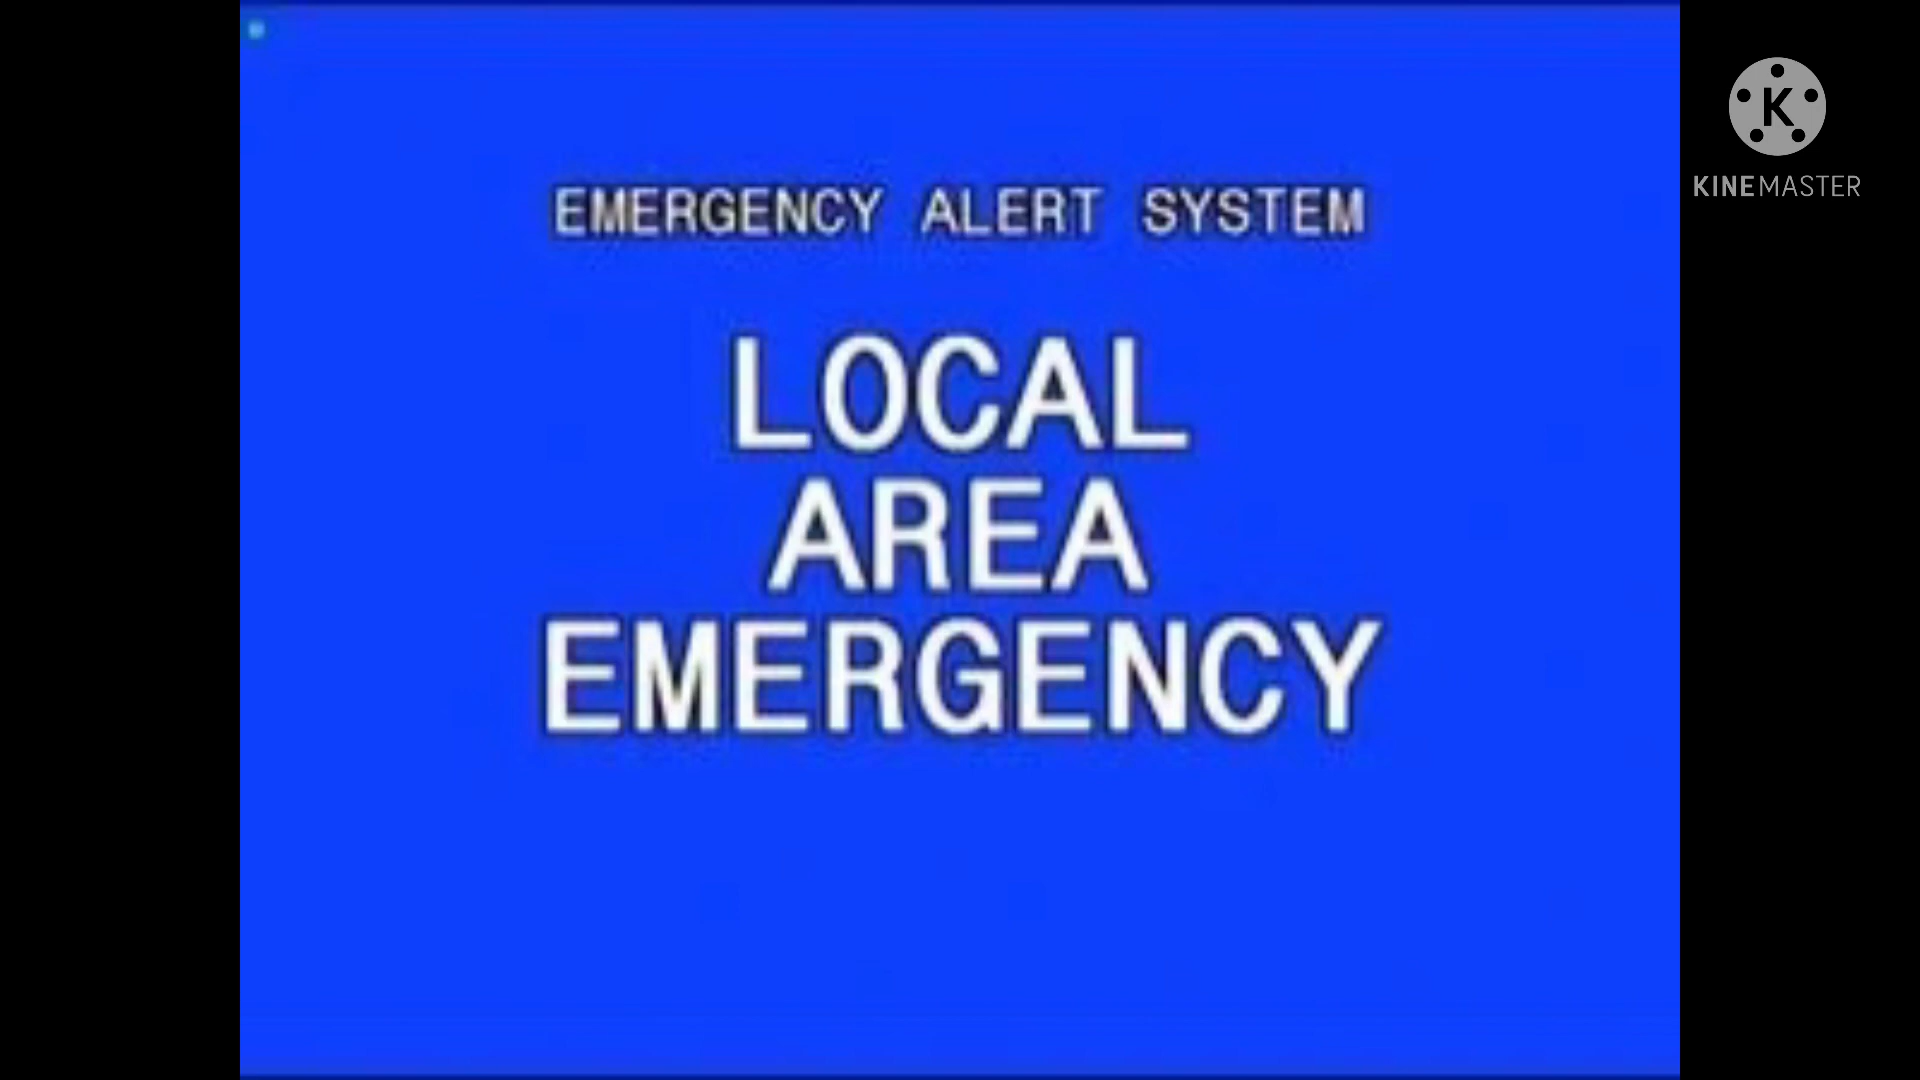 EMERGENCY ALERT SYSTEM
LOCAL
AREA
EMERGENCY
K
KINEMASTER